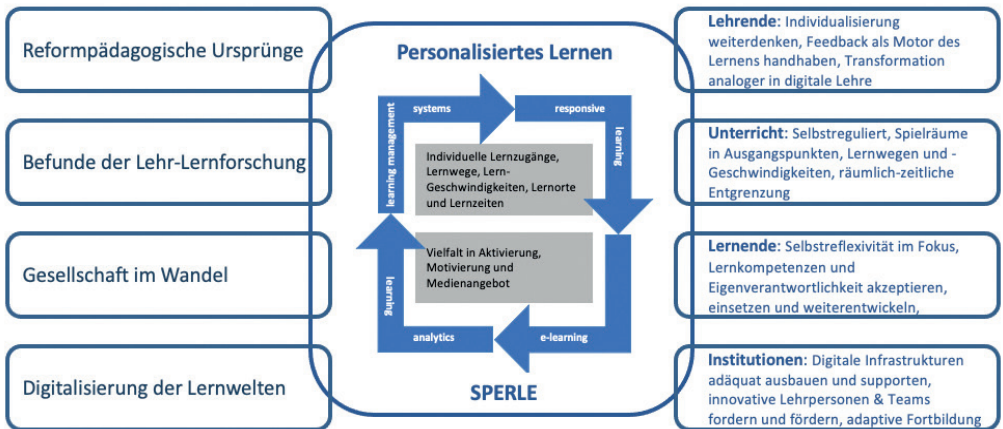 Reformpädagogische Ursprünge
Befunde der Lehr-Lernforschung
Gesellschaft im Wandel
Digitalisierung der Lernwelten
Personalisiertes Lernen
learning management
systems
responsive
learning
Individuelle Lernzugänge,
Lernwege, Lern-
Geschwindigkeiten, Lernorte
und Lernzeiten
Vielfalt in Aktivierung,
Motivierung und
Medienangebot
learning
analytics
e-learning
SPERLE
Lehrende: Individualisierung
weiterdenken, Feedback als Motor des
Lernens handhaben, Transformation
analoger in digitale Lehre
Unterricht: Selbstreguliert, Spielräume
in Ausgangspunkten, Lernwegen und -
Geschwindigkeiten, räumlich-zeitliche
Entgrenzung
Lernende: Selbstreflexivität im Fokus,
Lernkompetenzen und
Eigenverantwortlichkeit akzeptieren,
einsetzen und weiterentwickeln,
Institutionen: Digitale Infrastrukturen
adäquat ausbauen und supporten,
innovative Lehrpersonen & Teams
fordern und fördern, adaptive Fortbildung